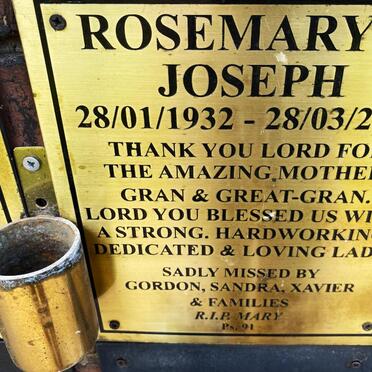 ROSEMARY
JOSEPH
28/01/1932 - 28/03/2
THANK YOU LORD FO
THE AMAZING MOTHE
GRAN & GREAT-GRAN.
LORD YOU BLESSED US WI
A STRONG. HARDWORKIN
DEDICATED & LOVING LAD
SADLY MISSED BY
GORDON, SANDRA, XAVIER
& FAMILIES
R.I.P. MARY
Ps. 91